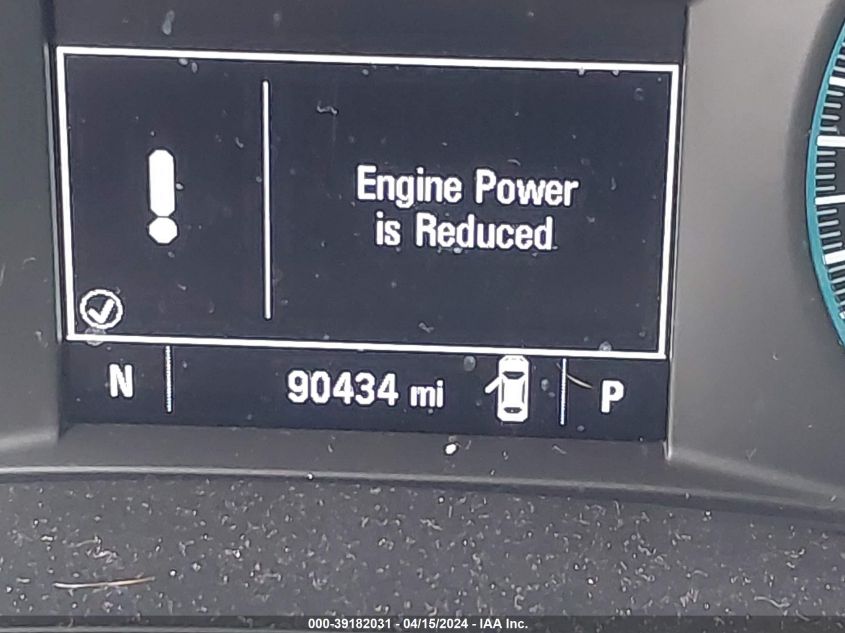 Engine Power
is Reduced
N 90434 mi P
000-39182031 - 04/15/2024 - IAA Inc.